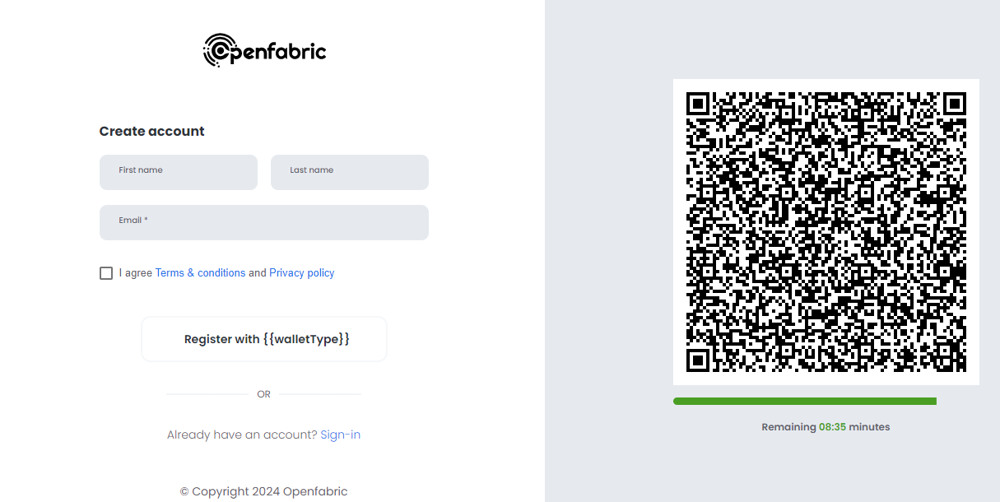 Openfabric
Create account
First name
Last name
Email *
I agree Terms & conditions and Privacy policy
Register with {{walletType}}
OR
Already have an account? Sign-in
© Copyright 2024 Openfabric
Remaining 08:35 minutes